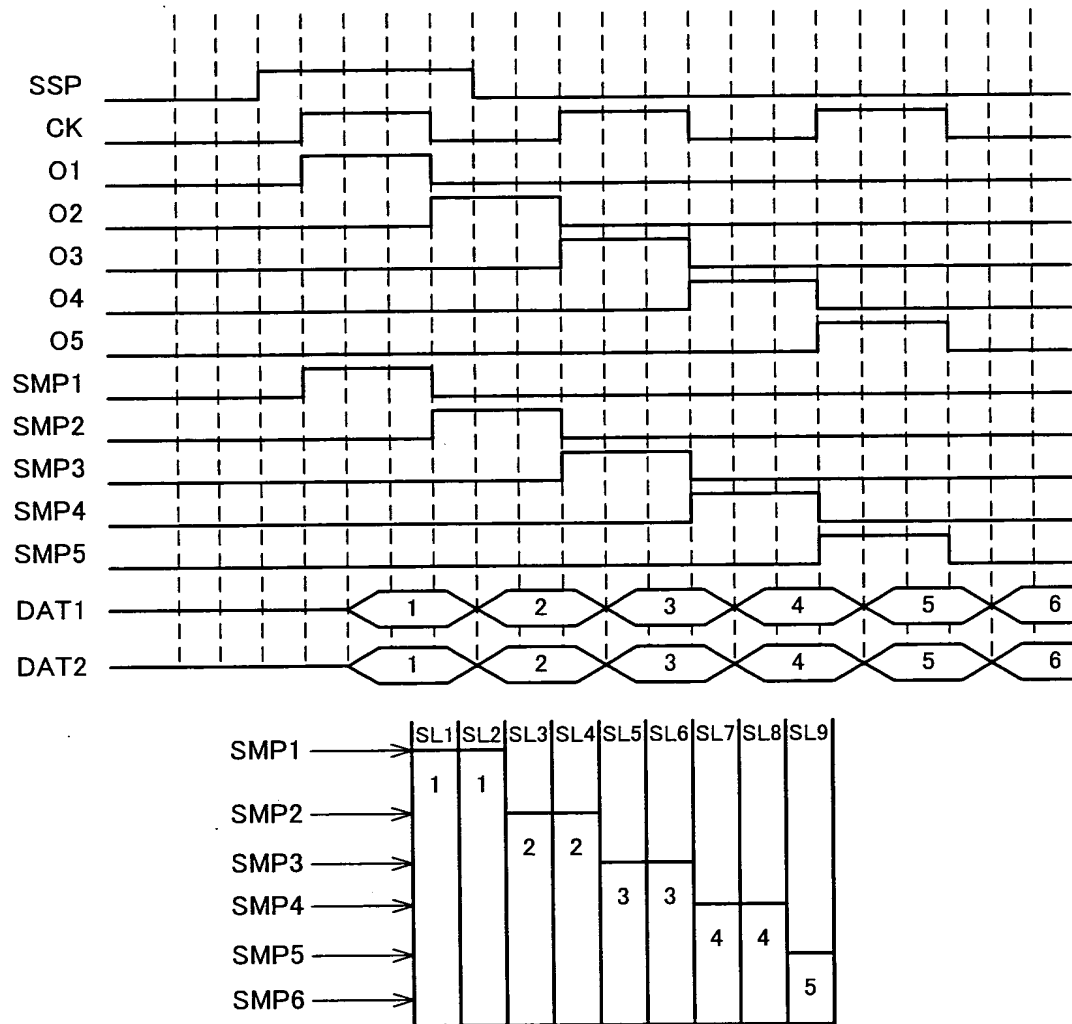 SSP
CK
O1
O2
O3
O4
O5
SMP1
SMP2
SMP3
SMP4
SMP5
DAT1 1 2 3 4 5 6
DAT2 1 2 3 4 5 6
SL1 SL2 SL3 SL4 SL5 SL6 SL7 SL8 SL9
SMP1
1 1
SMP2
2 2
SMP3
3 3
SMP4
4 4
SMP5
5
SMP6